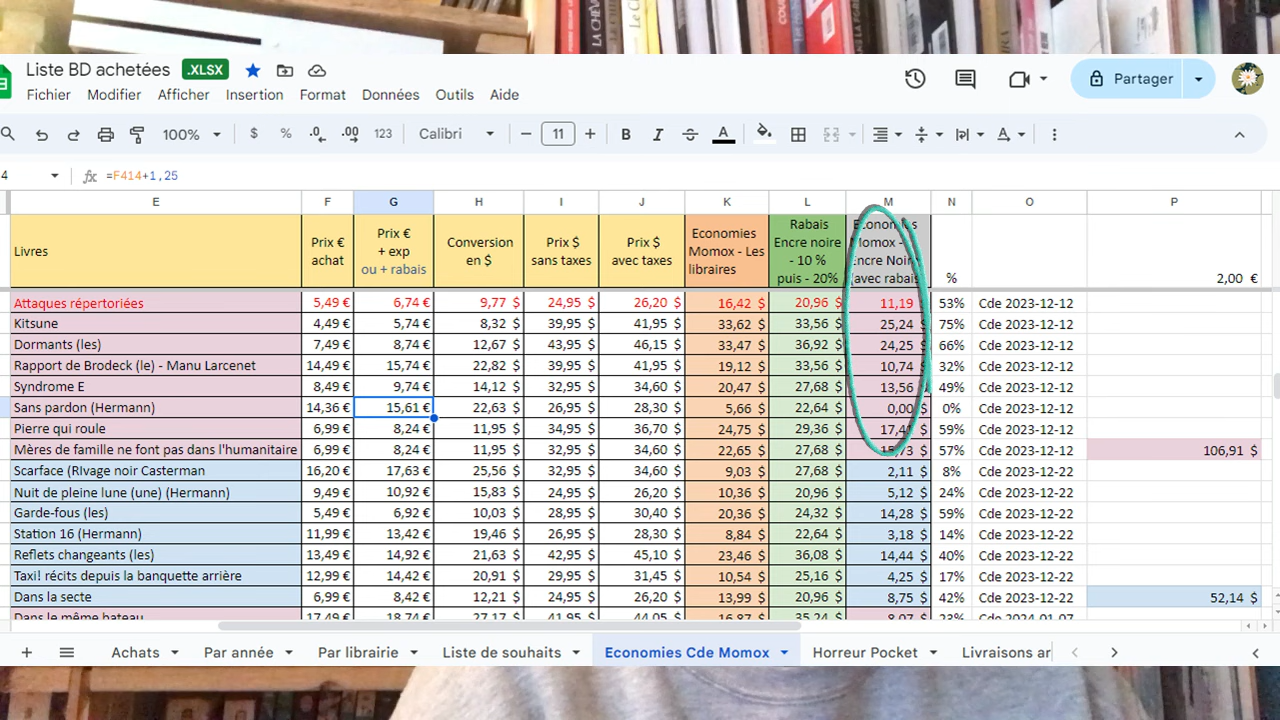 LA CHEV
Liste BD achetées .XLSX
Partager
Fichier Modifier Afficher Insertion Format Données Outils Aide
100% $ % .0 .00 123 Calibri − 11 + B I A
4 fx =F414+1,25
E F G H I J K L M N O P
Livres
Prix €
achat
Prix €
+ exp
ou + rabais
Conversion
en $
Prix $
sans taxes
Prix $
avec taxes
Economies
Momox - Les
libraires
Rabais
Encre noire
- 10 %
puis - 20%
Economies
Momox -
Encre Noire
avec rabais
%
2,00 €
Attaques répertoriées 5,49 € 6,74 € 9,77 $ 24,95 $ 26,20 $ 16,42 $ 20,96 $ 11,19 53% Cde 2023-12-12
Kitsune 4,49 € 5,74 € 8,32 $ 39,95 $ 41,95 $ 33,62 $ 33,56 $ 25,24 $ 75% Cde 2023-12-12
Dormants (les) 7,49 € 8,74 € 12,67 $ 43,95 $ 46,15 $ 33,47 $ 36,92 $ 24,25 $ 66% Cde 2023-12-12
Rapport de Brodeck (le) - Manu Larcenet 14,49 € 15,74 € 22,82 $ 39,95 $ 41,95 $ 19,12 $ 33,56 $ 10,74 $ 32% Cde 2023-12-12
Syndrome E 8,49 € 9,74 € 14,12 $ 32,95 $ 34,60 $ 20,47 $ 27,68 $ 13,56 $ 49% Cde 2023-12-12
Sans pardon (Hermann) 14,36 € 15,61 € 22,63 $ 26,95 $ 28,30 $ 5,66 $ 22,64 $ 0,00 $ 0% Cde 2023-12-12
Pierre qui roule 6,99 € 8,24 € 11,95 $ 34,95 $ 36,70 $ 24,75 $ 29,36 $ 17,41 $ 59% Cde 2023-12-12
Mères de famille ne font pas dans l'humanitaire 6,99 € 8,24 € 11,95 $ 32,95 $ 34,60 $ 22,65 $ 27,68 $ 15,73 $ 57% Cde 2023-12-12 106,91 $
Scarface (RIvage noir Casterman 16,20 € 17,63 € 25,56 $ 32,95 $ 34,60 $ 9,03 $ 27,68 $ 2,11 $ 8% Cde 2023-12-22
Nuit de pleine lune (une) (Hermann) 9,49 € 10,92 € 15,83 $ 24,95 $ 26,20 $ 10,36 $ 20,96 $ 5,12 $ 24% Cde 2023-12-22
Garde-fous (les) 5,49 € 6,92 € 10,03 $ 28,95 $ 30,40 $ 20,36 $ 24,32 $ 14,28 $ 59% Cde 2023-12-22
Station 16 (Hermann) 11,99 € 13,42 € 19,46 $ 26,95 $ 28,30 $ 8,84 $ 22,64 $ 3,18 $ 14% Cde 2023-12-22
Reflets changeants (les) 13,49 € 14,92 € 21,63 $ 42,95 $ 45,10 $ 23,46 $ 36,08 $ 14,44 $ 40% Cde 2023-12-22
Taxi! récits depuis la banquette arrière 12,99 € 14,42 € 20,91 $ 29,95 $ 31,45 $ 10,54 $ 25,16 $ 4,25 $ 17% Cde 2023-12-22
Dans la secte 6,99 € 8,42 € 12,21 $ 24,95 $ 26,20 $ 13,99 $ 20,96 $ 8,75 $ 42% Cde 2023-12-22 52,14 $
Dans le même bateau 17,49 € 18,74 € 27,17 $ 41,95 $ 44,05 $ 16,87 $ 35,24 $ 8,07 $ 23% Cde 2024-01-07
+ Achats Par année Par librairie Liste de souhaits Economies Cde Momox Horreur Pocket Livraisons ar